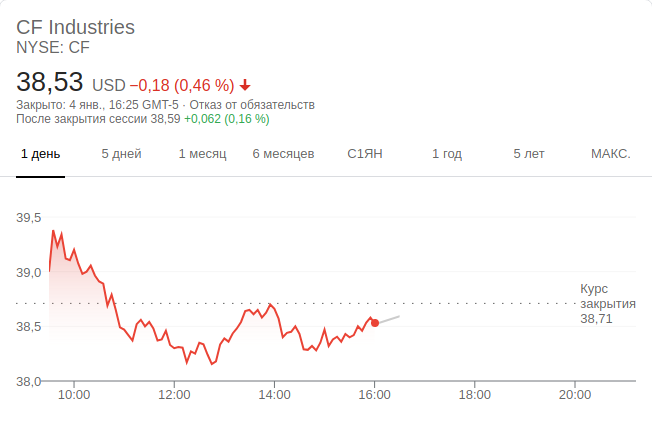 CF Industries
NYSE: CF
38,53 USD −0,18 (0,46 %)
Закрыто: 4 янв., 16:25 GMT-5 · Отказ от обязательств
После закрытия сессии 38,59 +0,062 (0,16 %)
1 день 5 дней 1 месяц 6 месяцев С1ЯН 1 год 5 лет МАКС.
39,5
39,0
Курс
закрытия
38,71
38,5
38,0
10:00 12:00 14:00 16:00 18:00 20:00